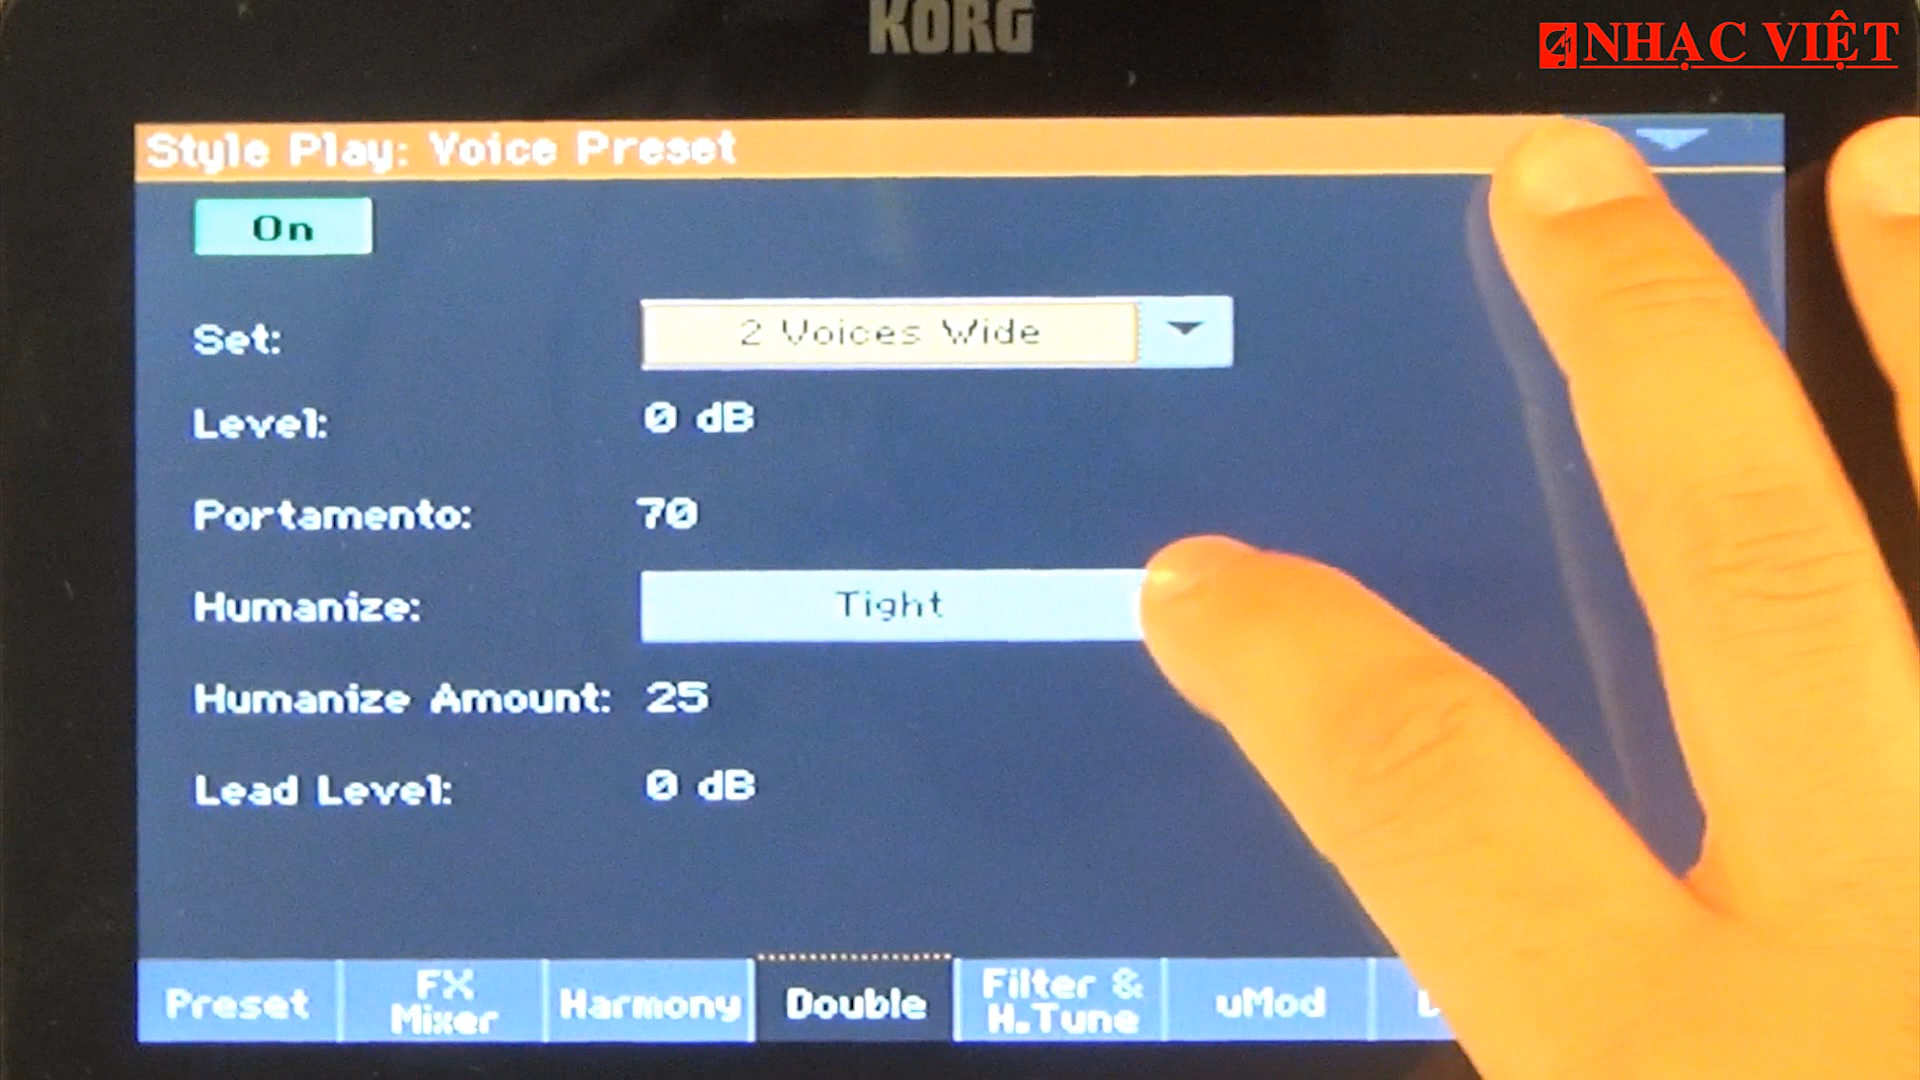 KORG
NHẠC VIỆT
Style Play: Voice Preset
On
Set: 2 Voices Wide
Level: 0 dB
Portamento: 70
Humanize: Tight
Humanize Amount: 25
Lead Level: 0 dB
Preset
FX
Mixer
Harmony
Double
Filter &
H.Tune
uMod